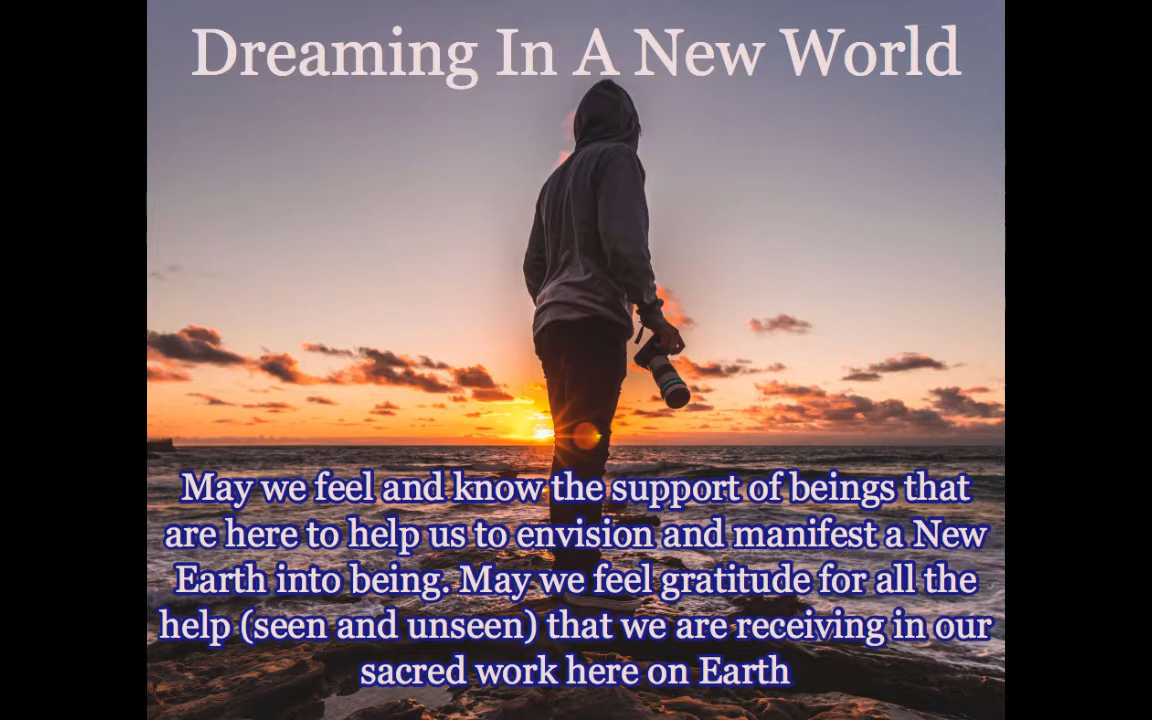 Dreaming In A New World
May we feel and know the support of beings that
are here to help us to envision and manifest a New
Earth into being. May we feel gratitude for all the
help (seen and unseen) that we are receiving in our
sacred work here on Earth